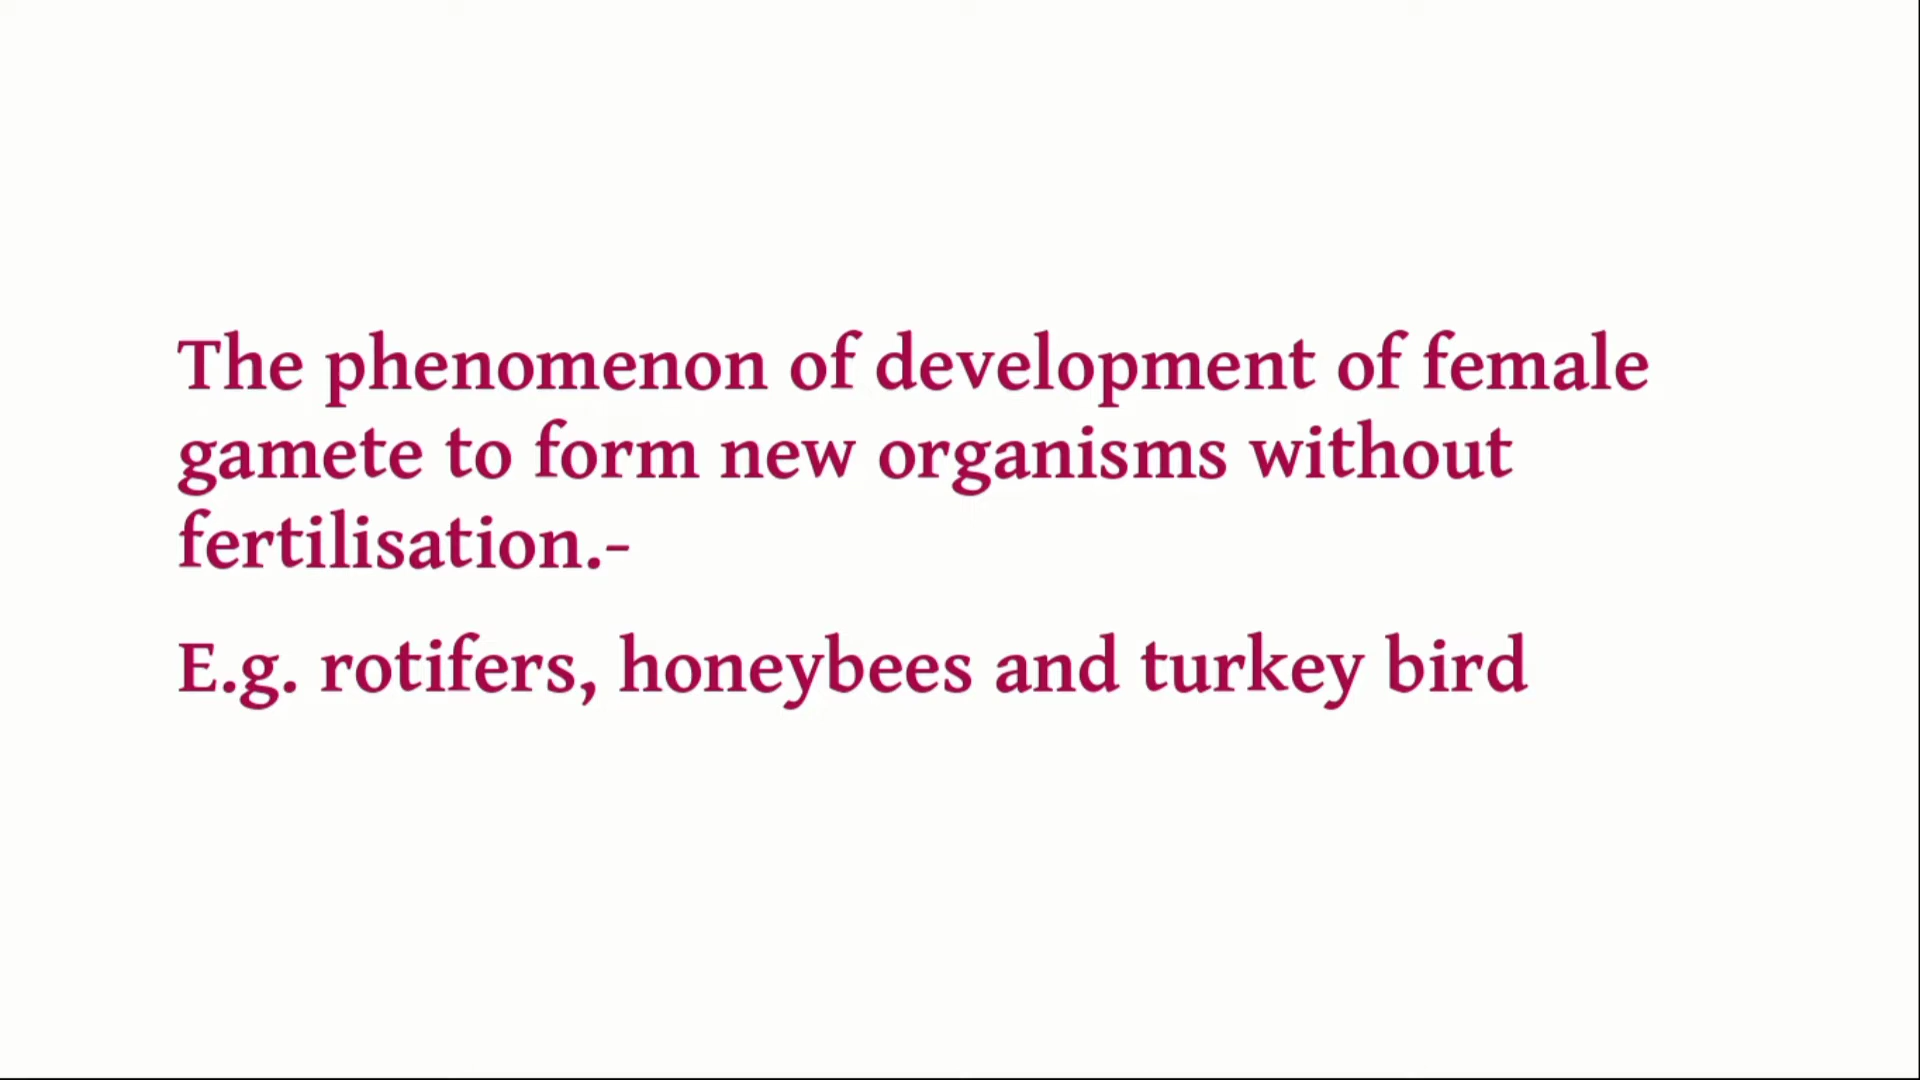 The phenomenon of development of female
gamete to form new organisms without
fertilisation.-
E.g. rotifers, honeybees and turkey bird